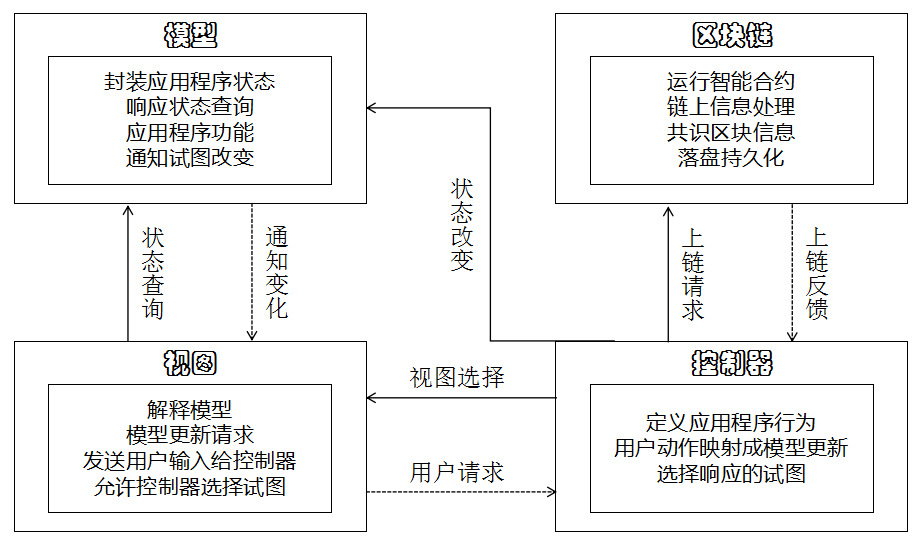 模型
封装应用程序状态
响应状态查询
应用程序功能
通知试图改变
区块链
运行智能合约
链上信息处理
共识区块信息
落盘持久化
状态查询
通知变化
状态改变
上链请求
上链反馈
视图
解释模型
模型更新请求
发送用户输入给控制器
允许控制器选择试图
视图选择
用户请求
控制器
定义应用程序行为
用户动作映射成模型更新
选择响应的试图